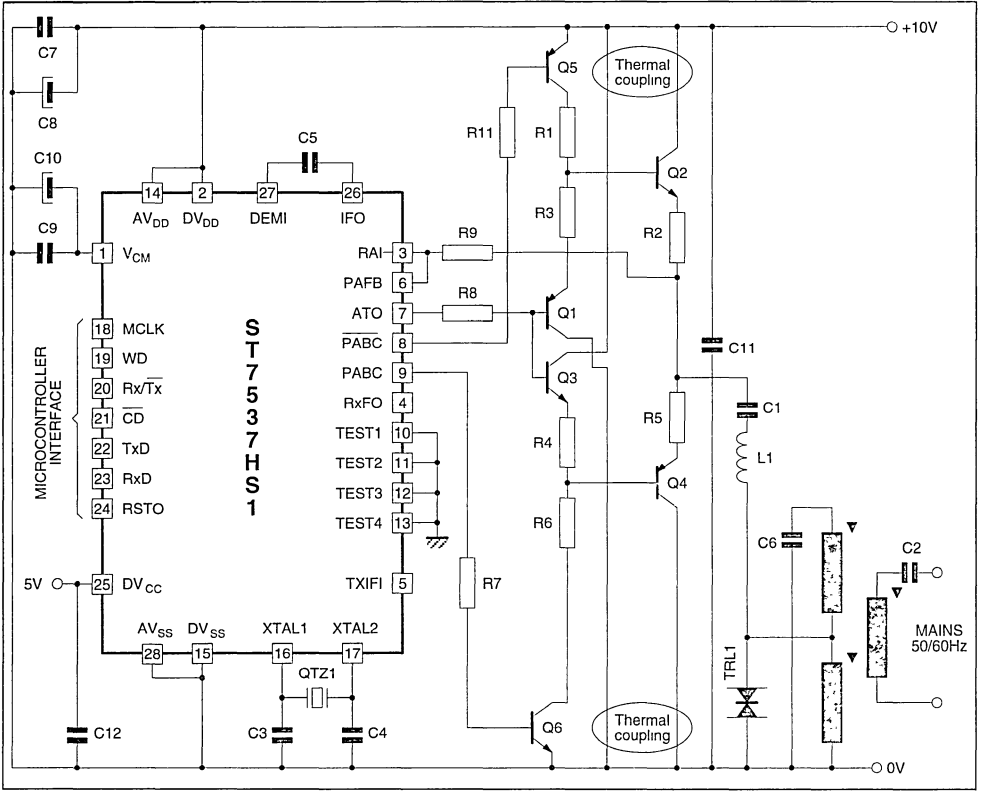 C7
+10V
Q5
Thermal
coupling
C8
C5
R11
R1
C10
14
2
27
26
Q2
AVDD
DVDD
DEMI
IFO
R3
R2
C9
1
VCM
RAI
3
R9
PAFB
6
R8
ATO
7
Q1
18
MCLK
S
T
7
5
3
7
H
S
1
PABC
8
C11
19
WD
PABC
9
Q3
C1
20
Rx/Tx
RxFO
4
R5
21
CD
TEST1
10
R4
L1
22
TxD
TEST2
11
23
RxD
TEST3
12
Q4
24
RSTO
TEST4
13
R6
C6
C2
MICROCONTROLLER
INTERFACE
5V
25
DVCC
TXIFI
5
R7
AVSS
DVSS
XTAL1
XTAL2
MAINS
50/60Hz
28
15
16
17
TRL1
QTZ1
C12
C3
C4
Q6
Thermal
coupling
0V